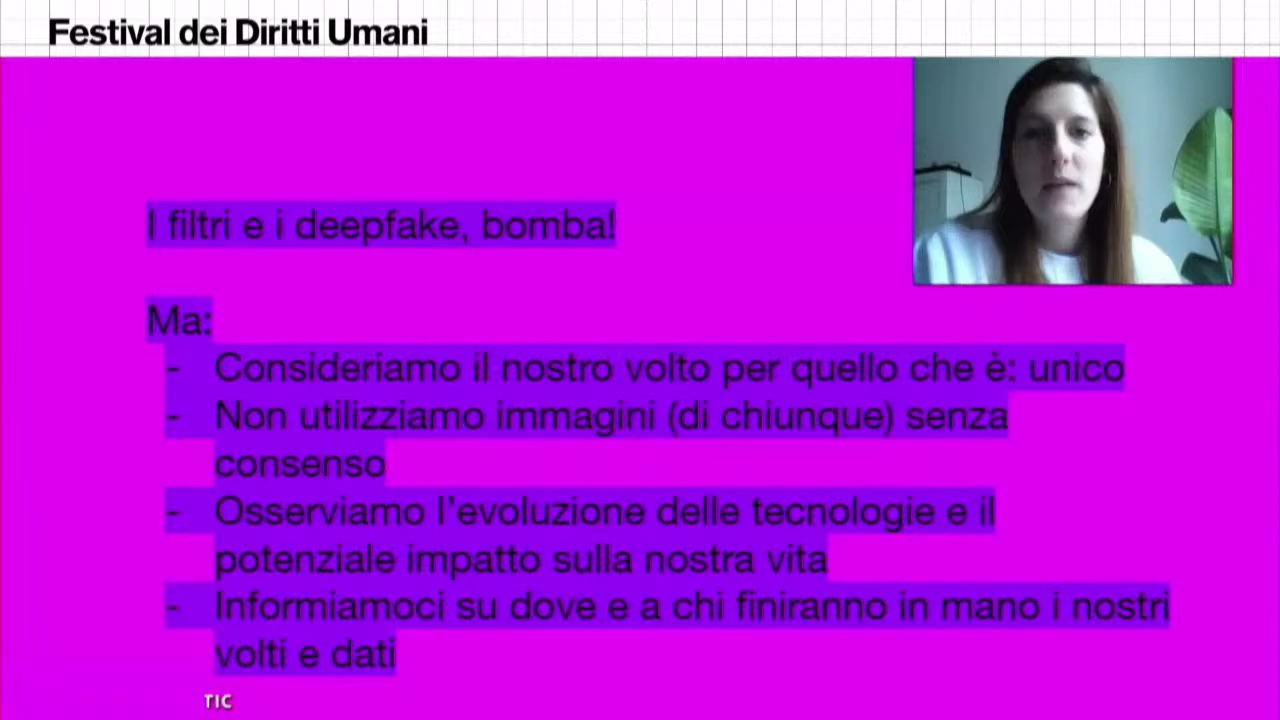 Festival dei Diritti Umani
I filtri e i deepfake, bomba!
Ma:
- Consideriamo il nostro volto per quello che è: unico
- Non utilizziamo immagini (di chiunque) senza
consenso
- Osserviamo l'evoluzione delle tecnologie e il
potenziale impatto sulla nostra vita
- Informiamoci su dove e a chi finiranno in mano i nostri
volti e dati
TIC